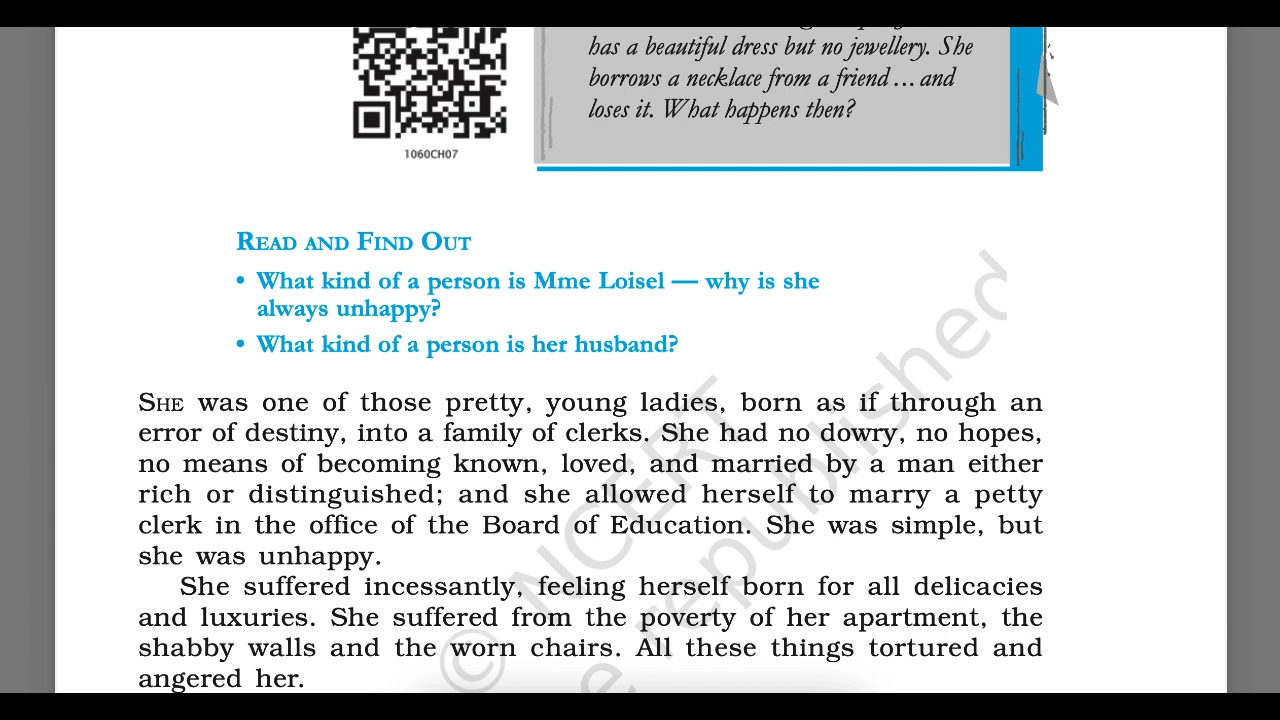 has a beautiful dress but no jewellery. She
borrows a necklace from a friend ... and
loses it. What happens then?
1060CH07
READ AND FIND OUT
• What kind of a person is Mme Loisel — why is she
always unhappy?
• What kind of a person is her husband?
SHE was one of those pretty, young ladies, born as if through an
error of destiny, into a family of clerks. She had no dowry, no hopes,
no means of becoming known, loved, and married by a man either
rich or distinguished; and she allowed herself to marry a petty
clerk in the office of the Board of Education. She was simple, but
she was unhappy.
She suffered incessantly, feeling herself born for all delicacies
and luxuries. She suffered from the poverty of her apartment, the
shabby walls and the worn chairs. All these things tortured and
angered her.
© NCERT
be republished